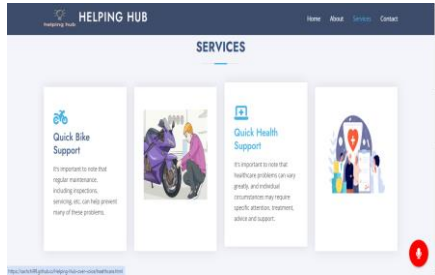 Helping Hub
HELPING HUB
Home About Services Contact
SERVICES
Quick Bike
Support
It's important to note that
regular maintenance,
including inspections,
servicing, etc. can help prevent
many of these problems.
Quick Health
Support
It's important to note that
healthcare problems can vary
greatly, and individual
circumstances may require
specific attention, treatment,
advice and support.